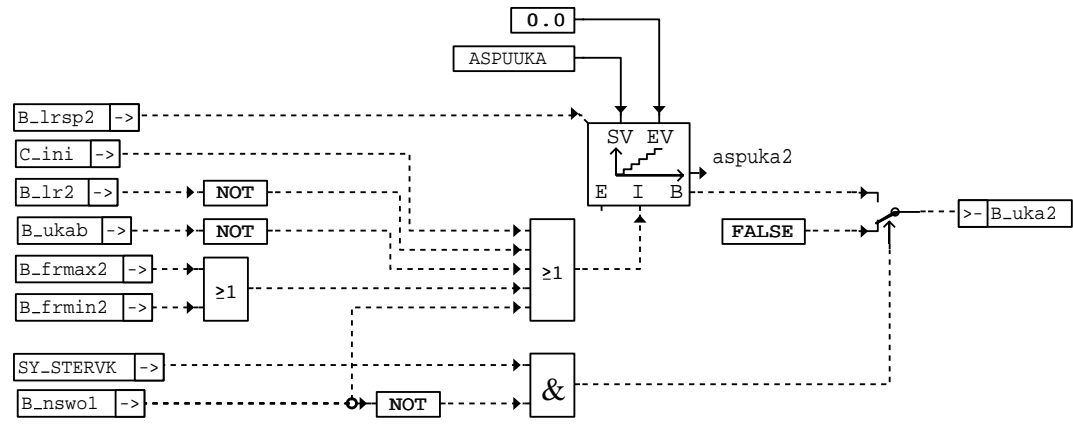 0.0
ASPUUKA
B_lrsp2 ->
SV EV
C_ini ->
aspuka2
B_lr2 -> NOT
E I B
B_ukab -> NOT
FALSE
>- B_uka2
B_frmax2 ->
≥1
≥1
B_frmin2 ->
SY_STERVK ->
&
B_nswo1 -> NOT